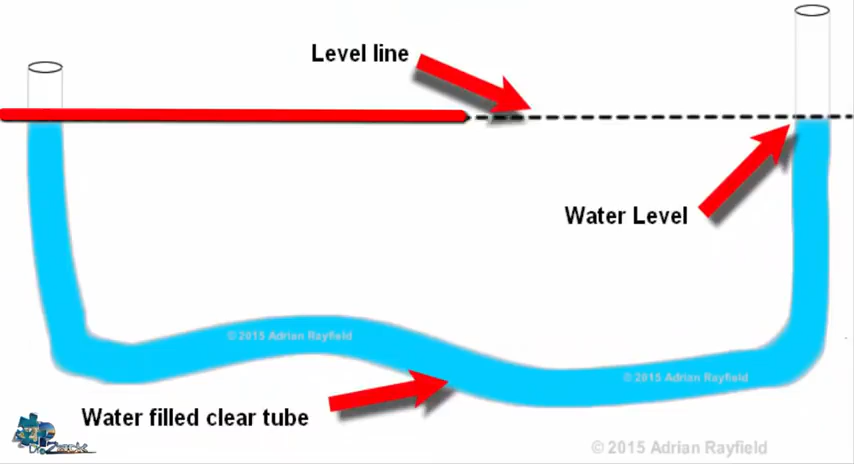 Level line
Water Level
© 2015 Adrian Rayfield
© 2015 Adrian Rayfield
Water filled clear tube
© 2015 Adrian Rayfield